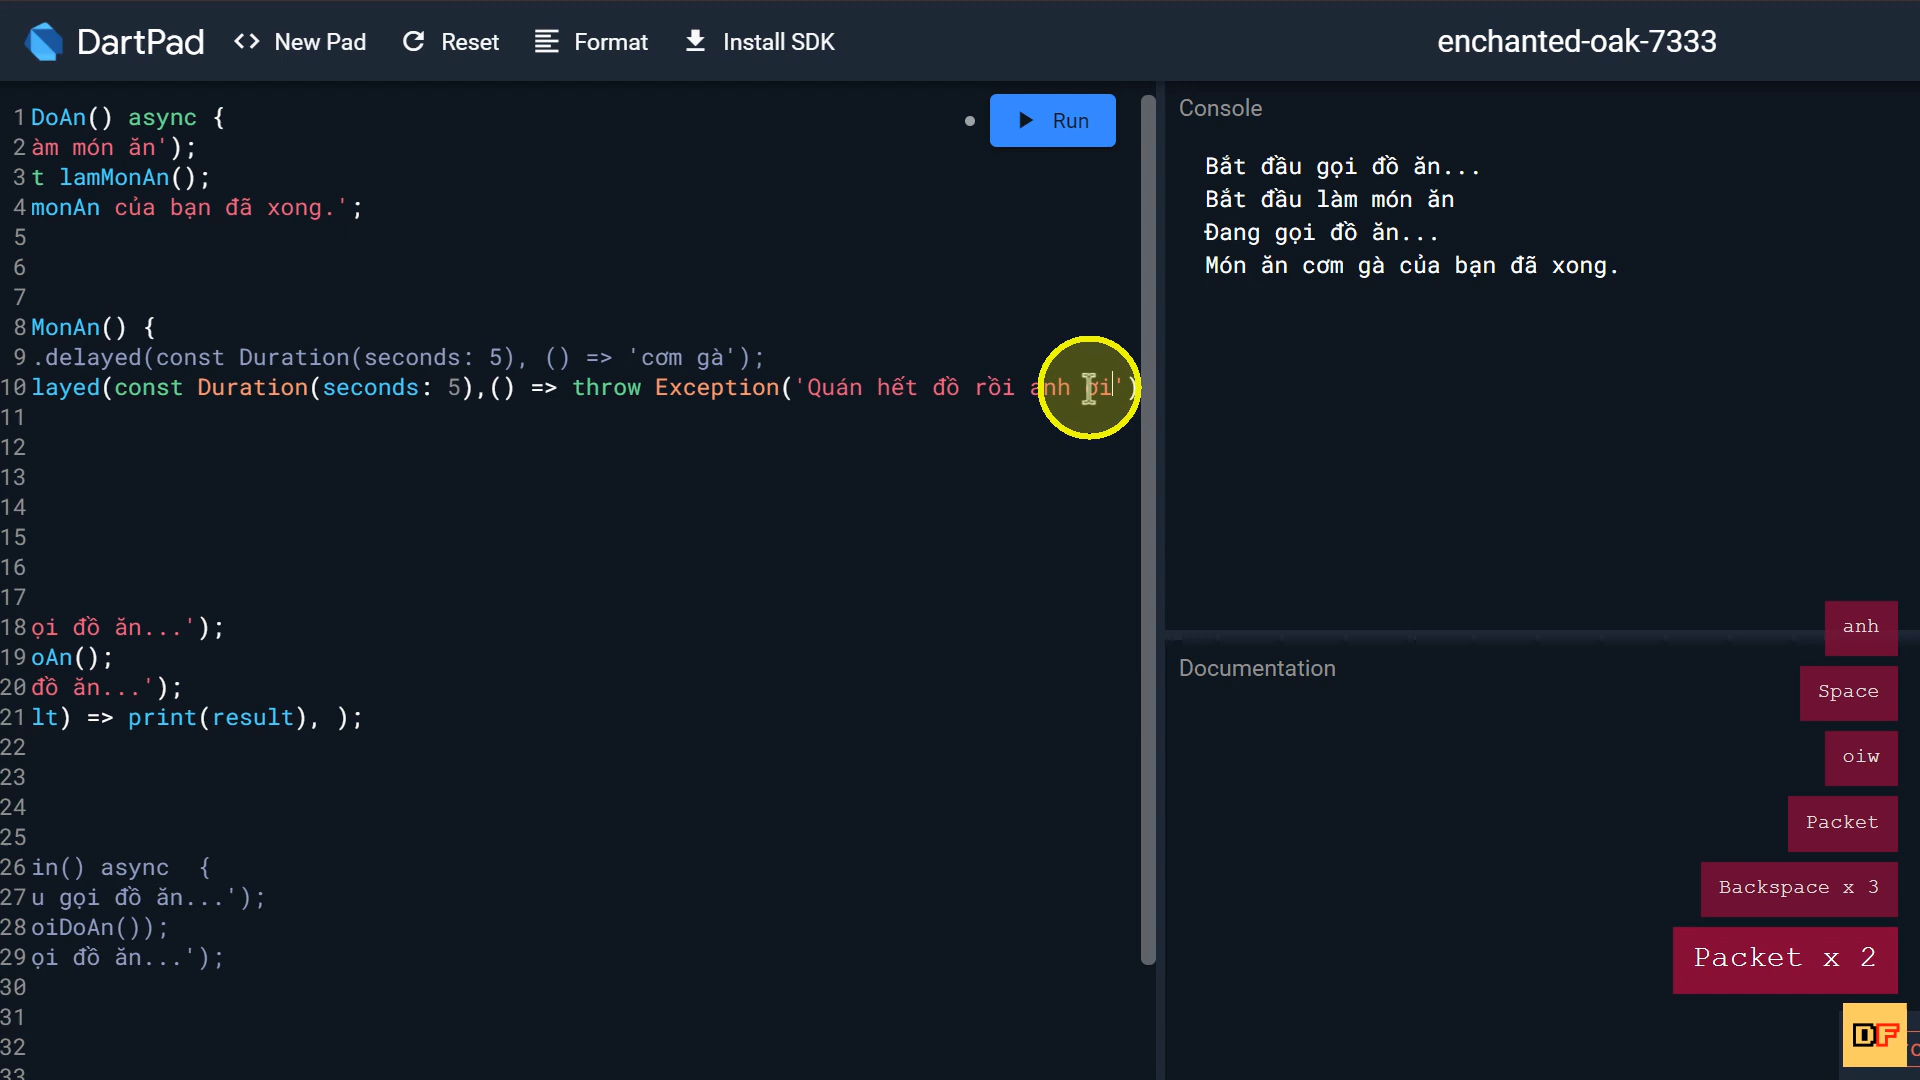 DartPad
<> New Pad
Reset
Format
Install SDK
enchanted-oak-7333
1 DoAn() async {
2 àm món ăn');
3 t lamMonAn();
4 monAn của bạn đã xong.';
5
6
7
8 MonAn() {
9 .delayed(const Duration(seconds: 5), () => 'cơm gà');
10 layed(const Duration(seconds: 5),() => throw Exception('Quán hết đồ rồi anh ơi')
11
12
13
14
15
16
17
18 ọi đồ ăn...');
19 oAn();
20 đồ ăn...');
21 lt) => print(result), );
22
23
24
25
26 in() async  {
27 u gọi đồ ăn...');
28 oiDoAn());
29 ọi đồ ăn...');
30
31
32
33
Run
Console
Bắt đầu gọi đồ ăn...
Bắt đầu làm món ăn
Đang gọi đồ ăn...
Món ăn cơm gà của bạn đã xong.
Documentation
anh
Space
oiw
Packet
Backspace x 3
Packet x 2
DF